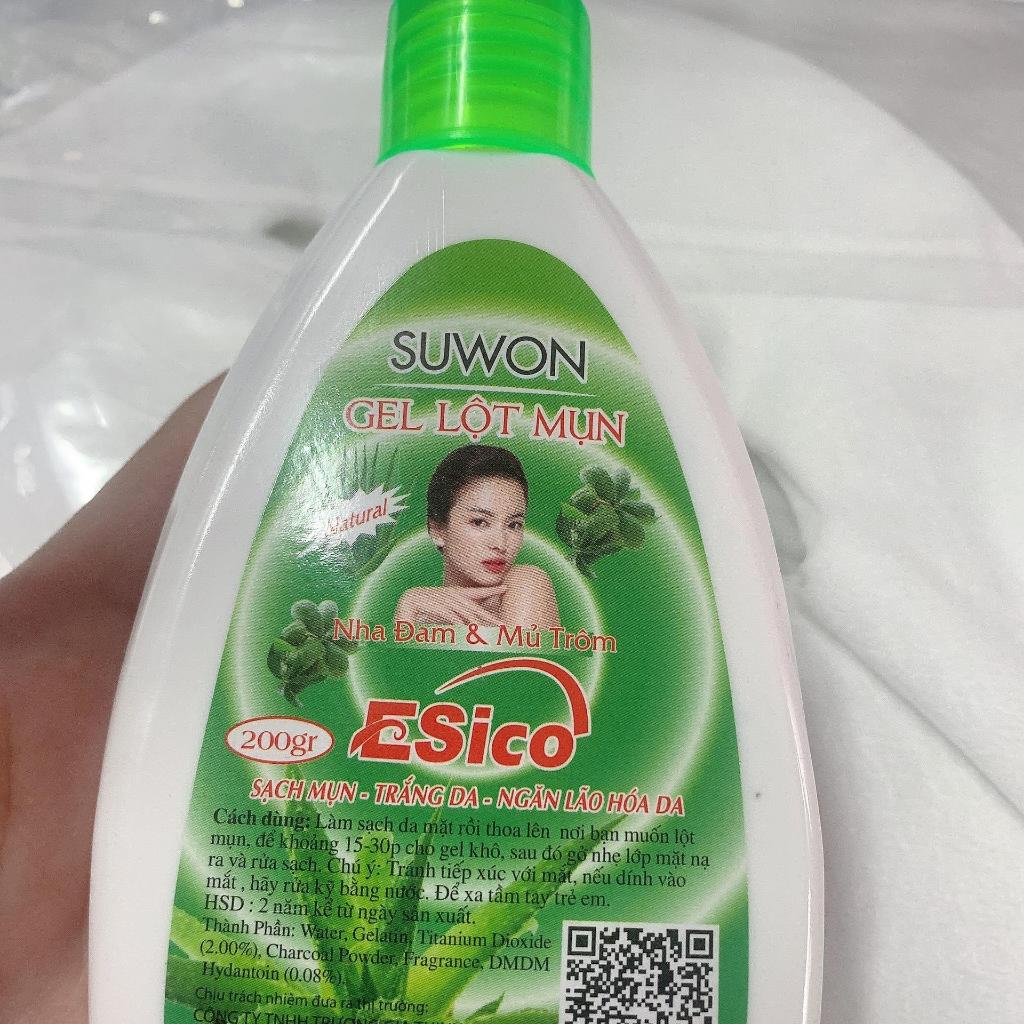 SUWON
GEL LỘT MỤN
Natural
Nha Đam & Mủ Trôm
ESico
200gr
SẠCH MỤN - TRẮNG DA - NGĂN LÃO HÓA DA
Cách dùng: Làm sạch da mặt rồi thoa lên nơi bạn muốn lột
mụn, để khoảng 15-30p cho gel khô, sau đó gở nhẹ lớp mặt nạ
ra và rửa sạch. Chú ý: Tránh tiếp xúc với mắt, nếu dính vào
mắt , hãy rửa kỹ bằng nước. Để xa tầm tay trẻ em.
HSD : 2 năm kể từ ngày sản xuất.
Thành Phần: Water, Gelatin, Titanium Dioxide
(2.00%), Charcoal Powder, Fragrance, DMDM
Hydantoin (0.08%).
Chịu trách nhiệm đưa ra thị trường:
CÔNG TY TNHH